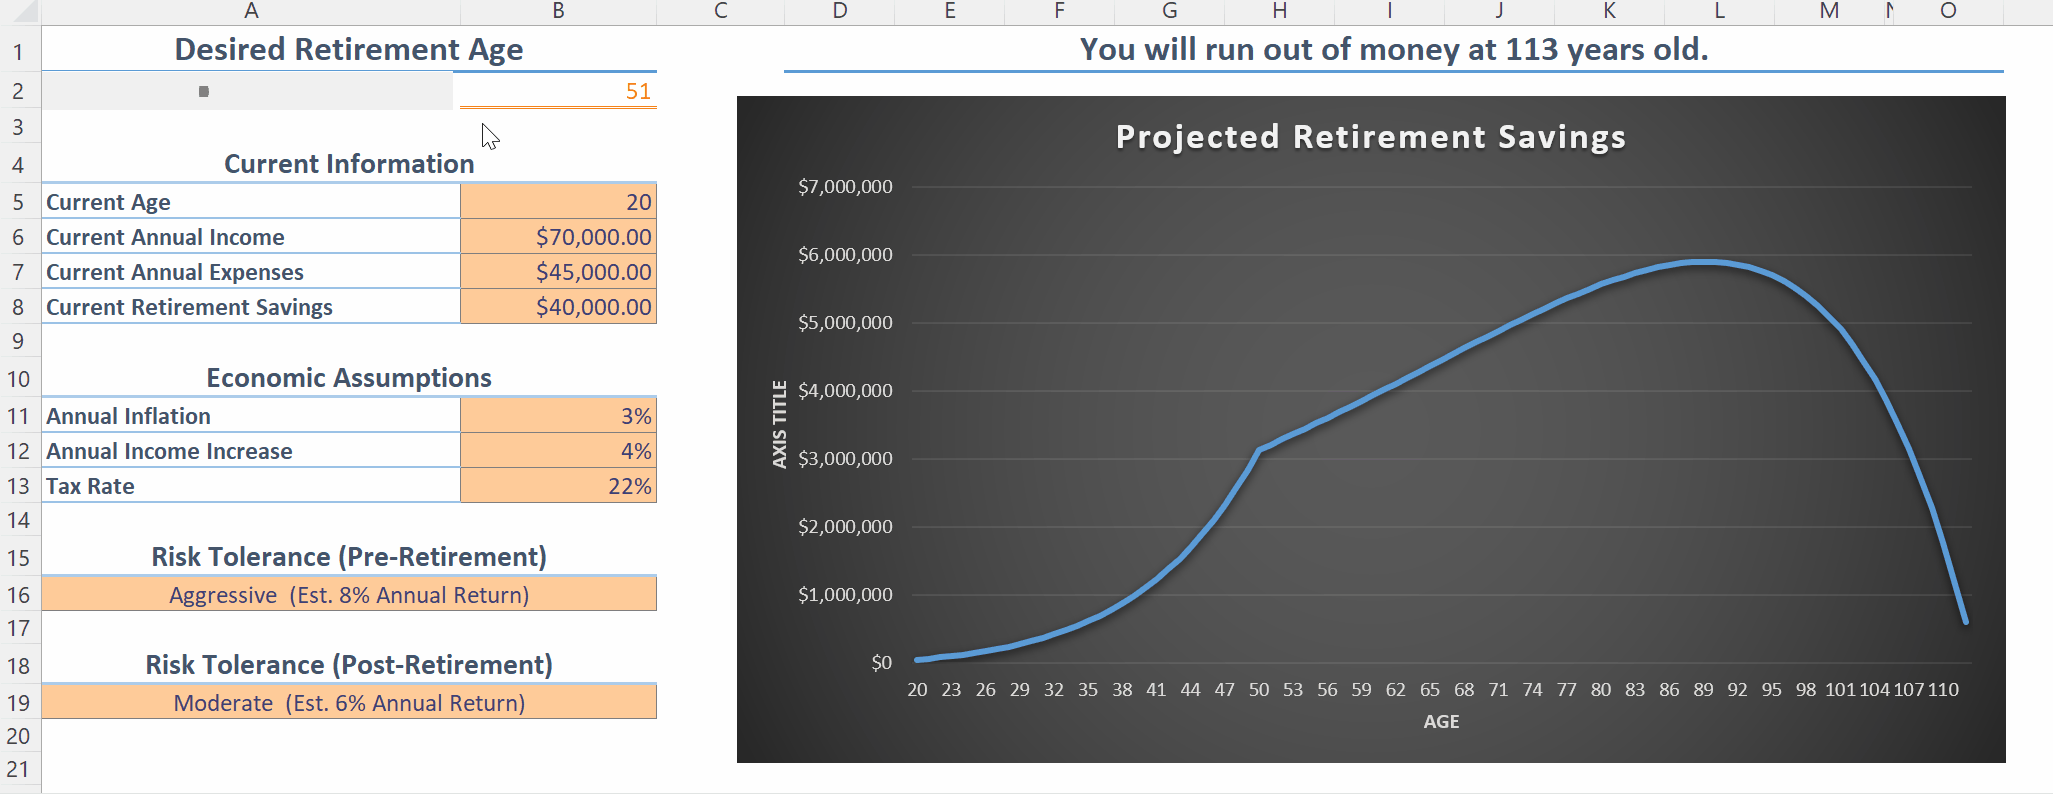 A B C D E F G H I J K L M N O
1 Desired Retirement Age You will run out of money at 113 years old.
2 51
3
4 Current Information
5 Current Age 20
6 Current Annual Income $70,000.00
7 Current Annual Expenses $45,000.00
8 Current Retirement Savings $40,000.00
9
10 Economic Assumptions
11 Annual Inflation 3%
12 Annual Income Increase 4%
13 Tax Rate 22%
14
15 Risk Tolerance (Pre-Retirement)
16 Aggressive (Est. 8% Annual Return)
17
18 Risk Tolerance (Post-Retirement)
19 Moderate (Est. 6% Annual Return)
20
21
Projected Retirement Savings
$7,000,000
$6,000,000
$5,000,000
$4,000,000
$3,000,000
$2,000,000
$1,000,000
$0
AXIS TITLE
20 23 26 29 32 35 38 41 44 47 50 53 56 59 62 65 68 71 74 77 80 83 86 89 92 95 98 101 104 107 110
AGE